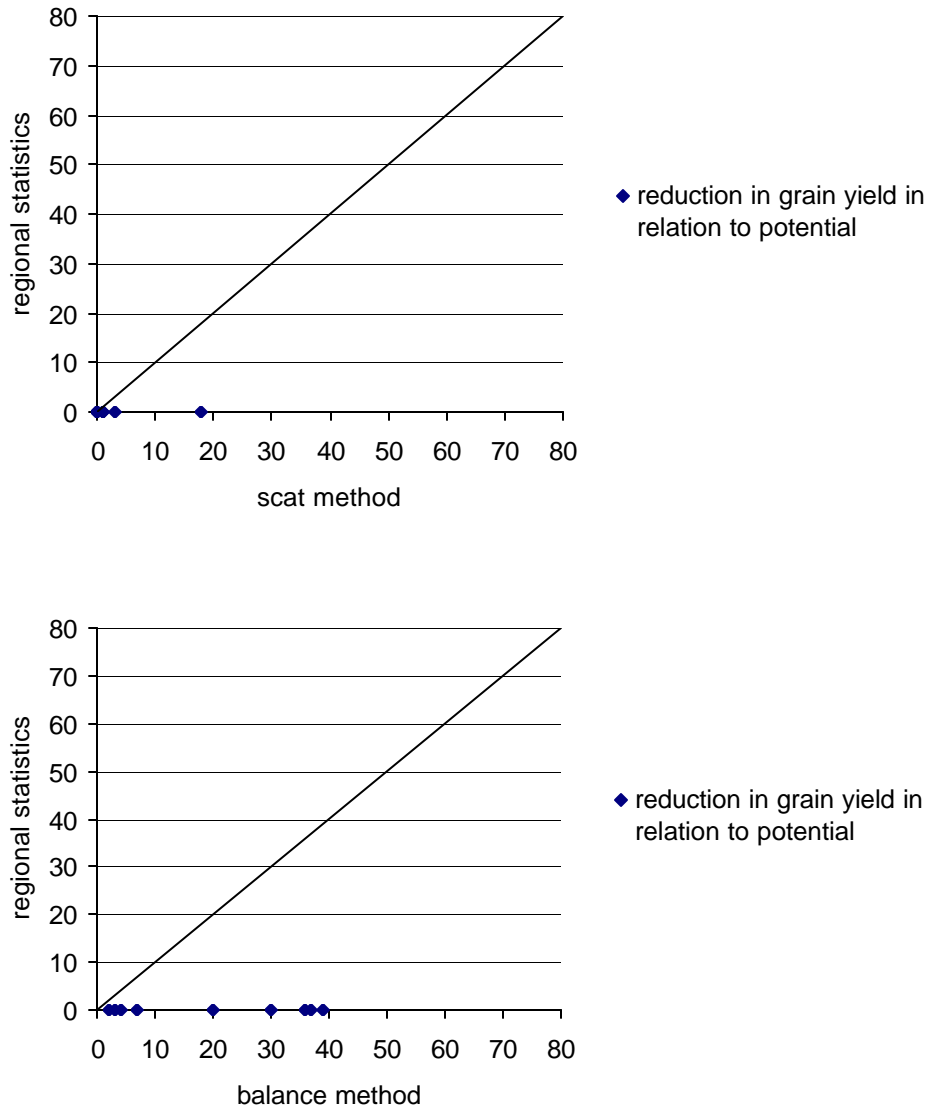 80
70
60
50
40
30
20
10
0
regional statistics
0 10 20 30 40 50 60 70 80
scat method
reduction in grain yield in
relation to potential
80
70
60
50
40
30
20
10
0
regional statistics
0 10 20 30 40 50 60 70 80
balance method
reduction in grain yield in
relation to potential